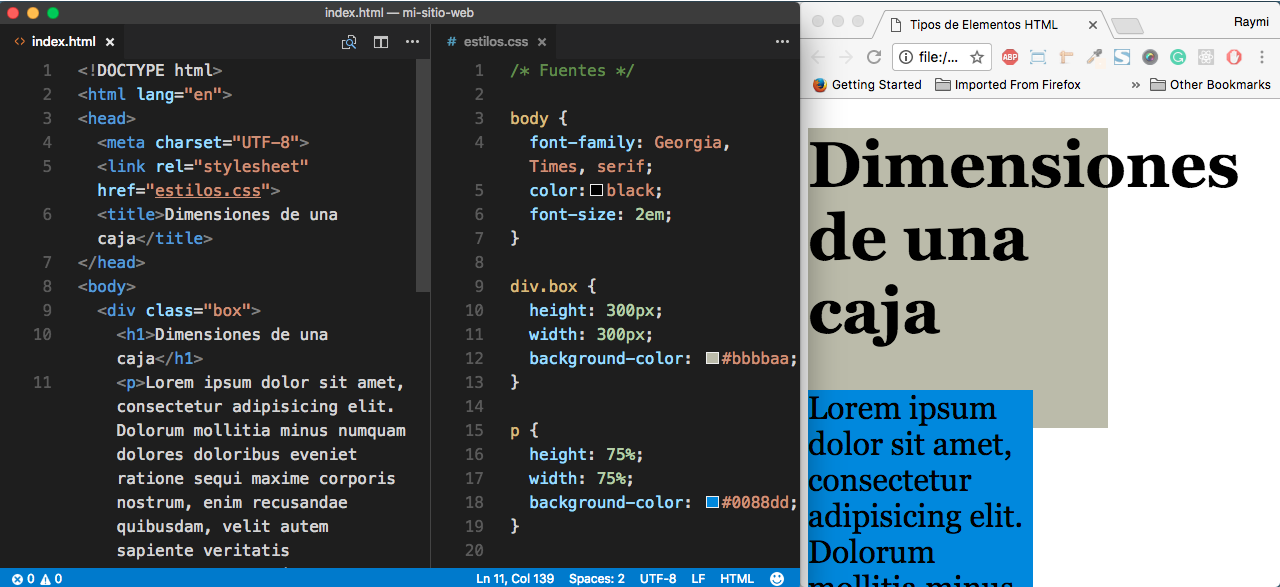 index.html — mi-sitio-web
index.html
estilos.css
1 <!DOCTYPE html>
2 <html lang="en">
3 <head>
4 <meta charset="UTF-8">
5 <link rel="stylesheet"
href="estilos.css">
6 <title>Dimensiones de una
caja</title>
7 </head>
8 <body>
9 <div class="box">
10 <h1>Dimensiones de una
caja</h1>
11 <p>Lorem ipsum dolor sit amet,
consectetur adipisicing elit.
Dolorum mollitia minus numquam
dolores doloribus eveniet
ratione sequi maxime corporis
nostrum, enim recusandae
quibusdam, velit autem
sapiente veritatis
1 /* Fuentes */
2
3 body {
4 font-family: Georgia,
Times, serif;
5 color: black;
6 font-size: 2em;
7 }
8
9 div.box {
10 height: 300px;
11 width: 300px;
12 background-color: #bbbbaa;
13 }
14
15 p {
16 height: 75%;
17 width: 75%;
18 background-color: #0088dd;
19 }
20
0 0
Ln 11, Col 139 Spaces: 2 UTF-8 LF HTML
Tipos de Elementos HTML
Raymi
file:/...
ABP
Getting Started Imported From Firefox » Other Bookmarks
Dimensiones
de una
caja
Lorem ipsum
dolor sit amet,
consectetur
adipisicing elit.
Dolorum
mollitia minus